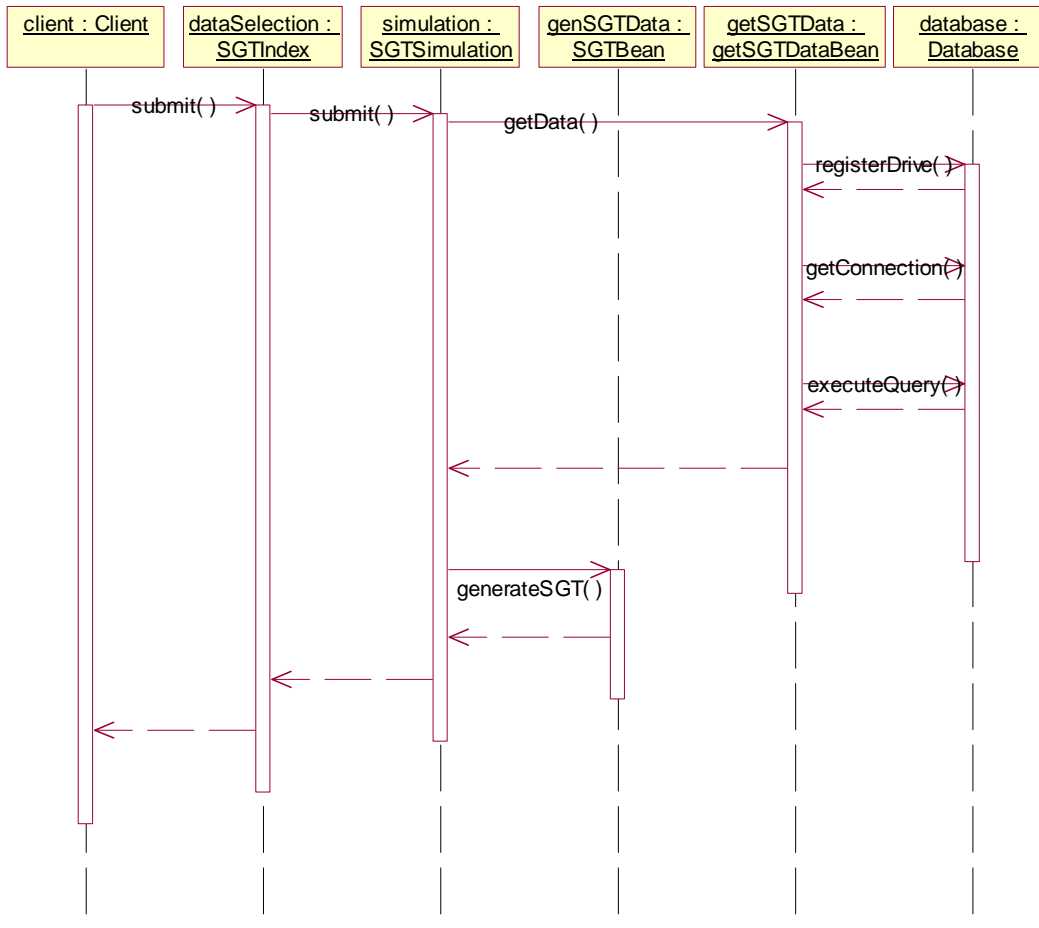 client : Client
dataSelection :
SGTIndex
simulation :
SGTSimulation
genSGTData :
SGTBean
getSGTData :
getSGTDataBean
database :
Database
submit( )
submit( )
getData( )
registerDrive( )
getConnection( )
executeQuery( )
generateSGT( )